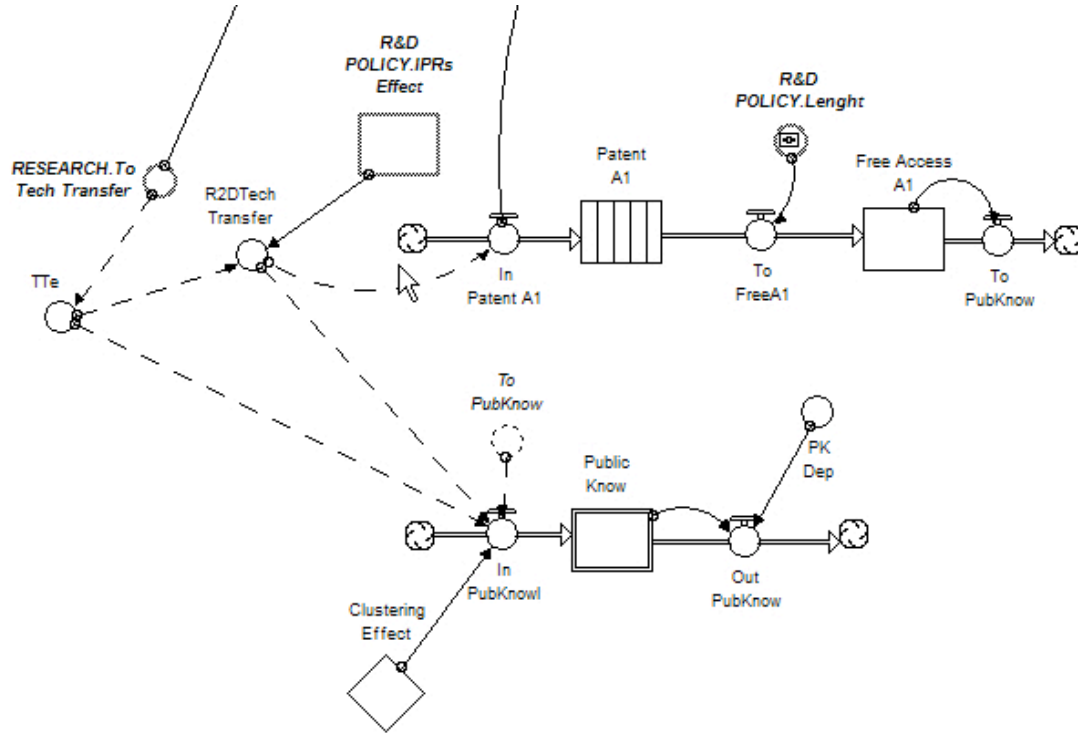 R&D
POLICY.IPRs
Effect
R&D
POLICY.Lenght
RESEARCH.To
Tech Transfer
R2DTech
Transfer
Patent
A1
Free Access
A1
TTe
In
Patent A1
To
FreeA1
To
PubKnow
To
PubKnow
Public
Know
PK
Dep
In
PubKnowl
Out
PubKnow
Clustering
Effect